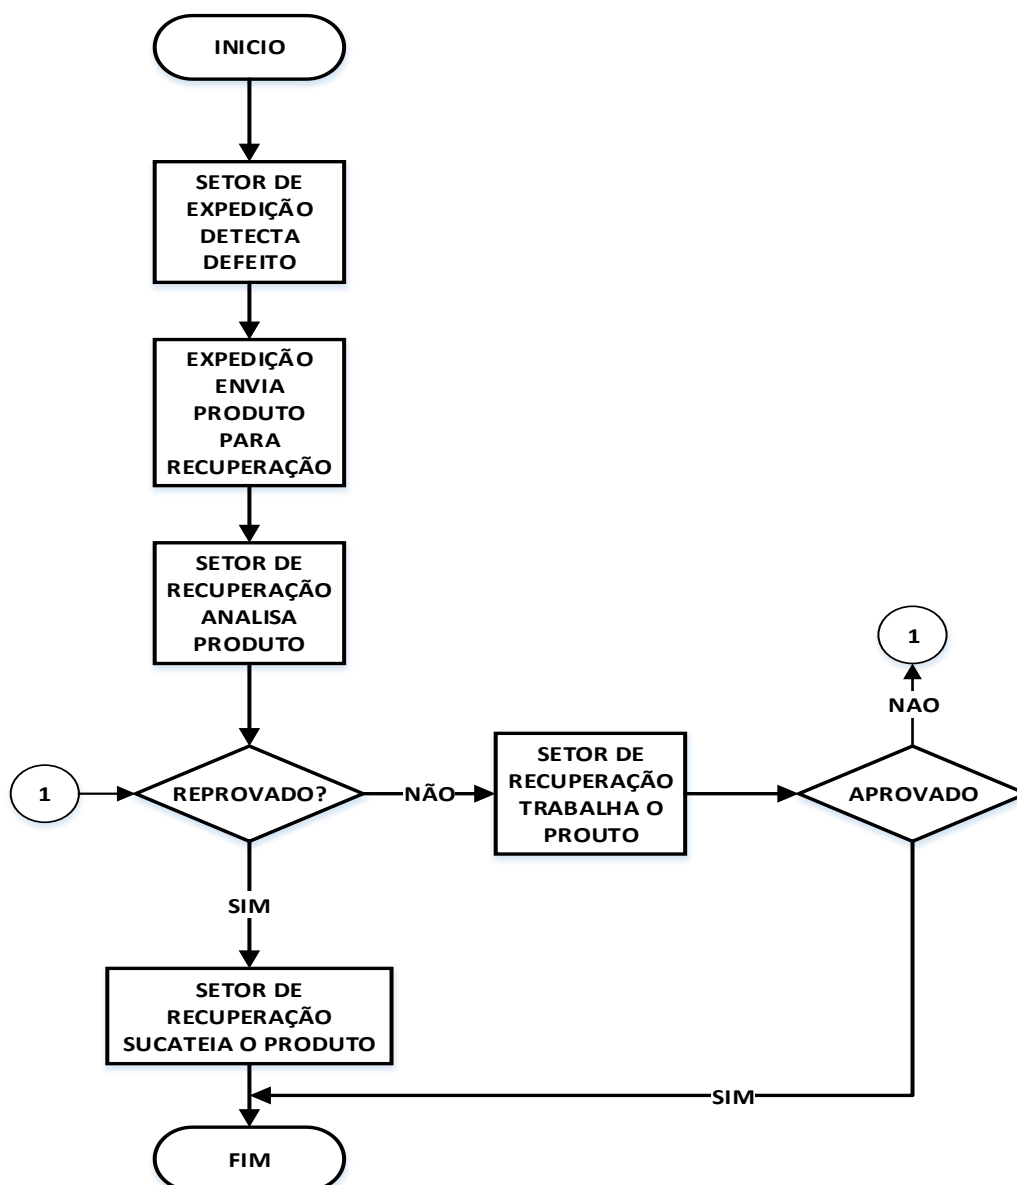 INICIO
SETOR DE
EXPEDIÇÃO
DETECTA
DEFEITO
EXPEDIÇÃO
ENVIA
PRODUTO
PARA
RECUPERAÇÃO
SETOR DE
RECUPERAÇÃO
ANALISA
PRODUTO
1
REPROVADO?
NÃO
SETOR DE
RECUPERAÇÃO
TRABALHA O
PROUTO
APROVADO
NAO
1
SIM
SETOR DE
RECUPERAÇÃO
SUCATEIA O PRODUTO
SIM
FIM